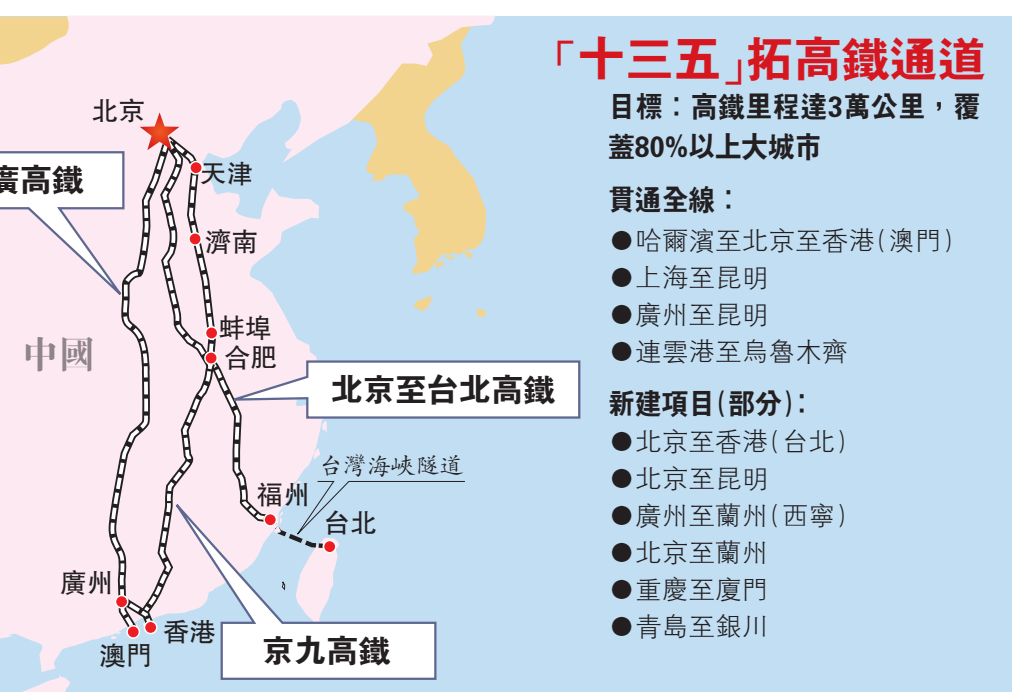 「十三五」拓高鐵通道
目標：高鐵里程達3萬公里，覆
蓋80%以上大城市
貫通全線：
●哈爾濱至北京至香港(澳門)
●上海至昆明
●廣州至昆明
●連雲港至烏魯木齊
新建項目(部分)：
●北京至香港(台北)
●北京至昆明
●廣州至蘭州(西寧)
●北京至蘭州
●重慶至廈門
●青島至銀川
北京
天津
廣高鐵
濟南
蚌埠
中國
合肥
北京至台北高鐵
台灣海峽隧道
福州
台北
廣州
香港
澳門
京九高鐵